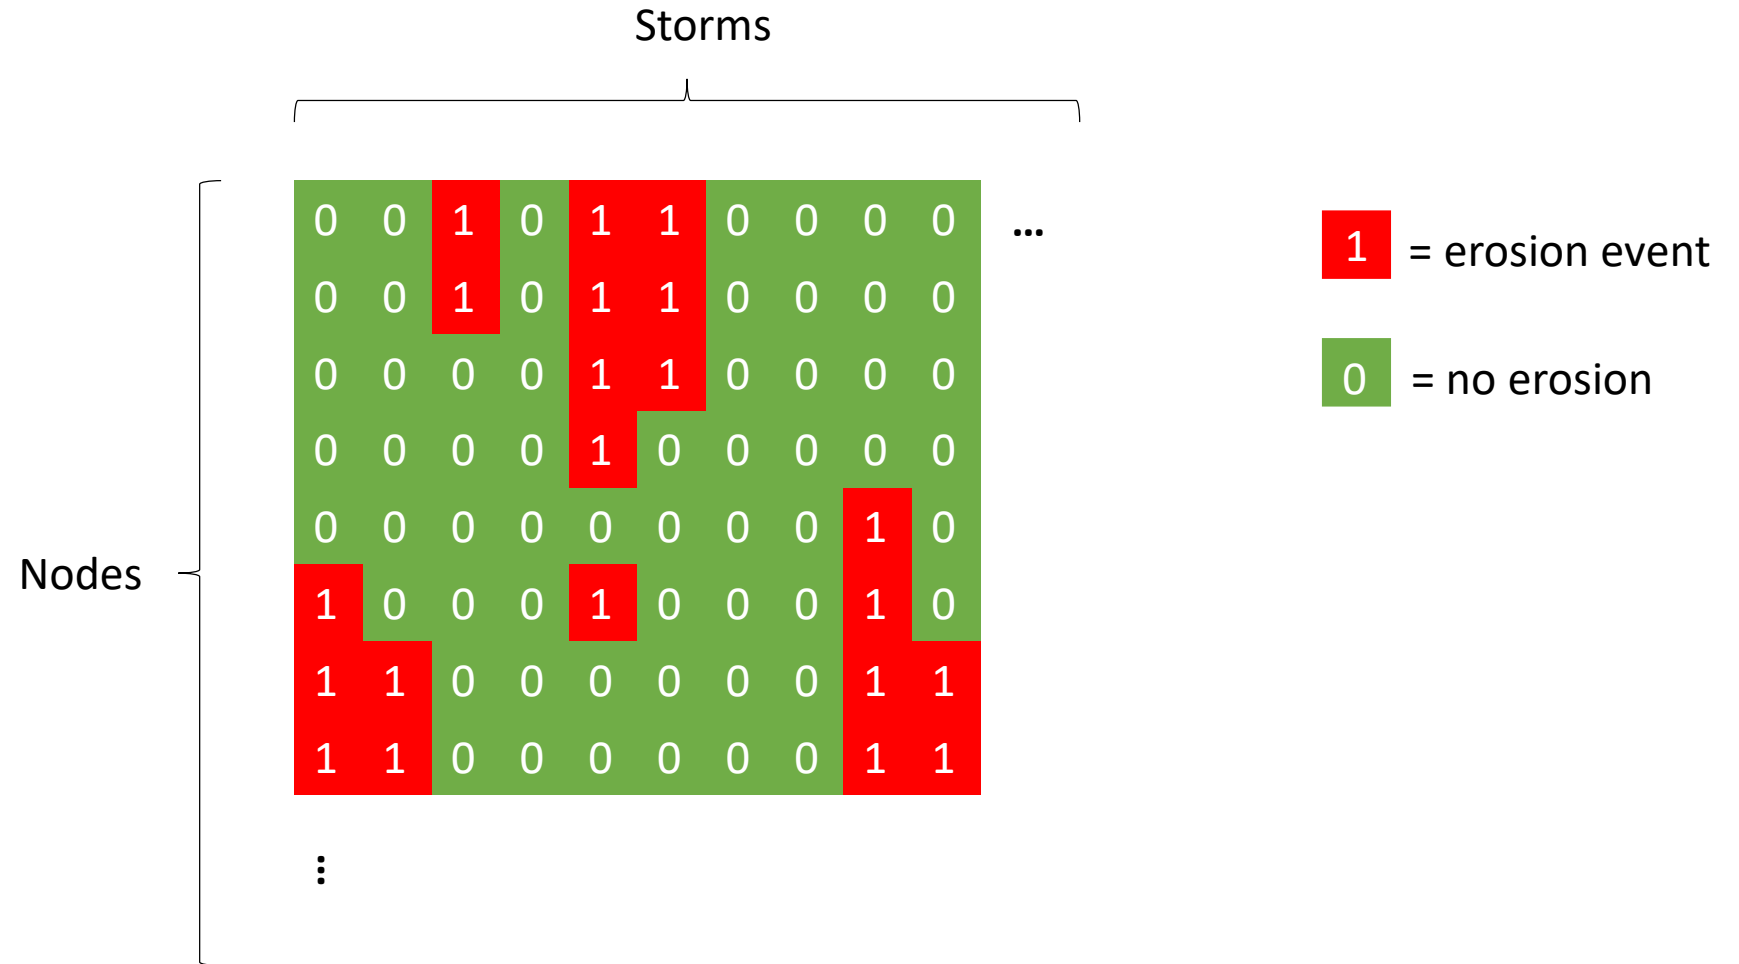 Storms
0 0 1 0 1 1 0 0 0 0 ...
0 0 1 0 1 1 0 0 0 0
0 0 0 0 1 1 0 0 0 0
0 0 0 0 1 0 0 0 0 0
0 0 0 0 0 0 0 0 1 0
1 0 0 0 1 0 0 0 1 0
1 1 0 0 0 0 0 0 1 1
1 1 0 0 0 0 0 0 1 1
⋮
Nodes
1 = erosion event
0 = no erosion